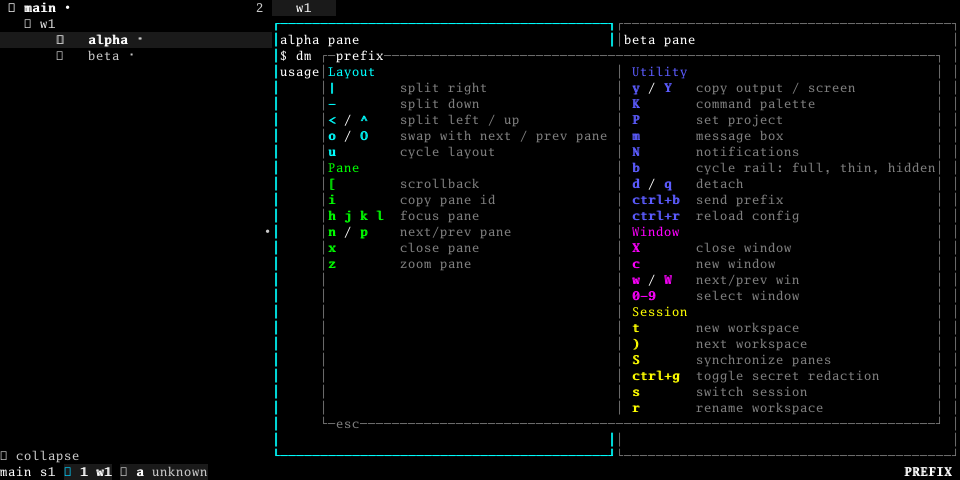 main • 2 w1
w1
alpha • alpha pane beta pane
beta • $ dm prefix
usage Layout Utility
| split right y / Y copy output / screen
- split down K command palette
< / ^ split left / up P set project
o / O swap with next / prev pane m message box
u cycle layout N notifications
Pane b cycle rail: full, thin, hidden
[ scrollback d / q detach
i copy pane id ctrl+b send prefix
h j k l focus pane ctrl+r reload config
• n / p next/prev pane Window
x close pane X close window
z zoom pane c new window
w / W next/prev win
0-9 select window
Session
t new workspace
) next workspace
S synchronize panes
ctrl+g toggle secret redaction
s switch session
r rename workspace
esc
collapse
main s1 1 w1 a unknown PREFIX